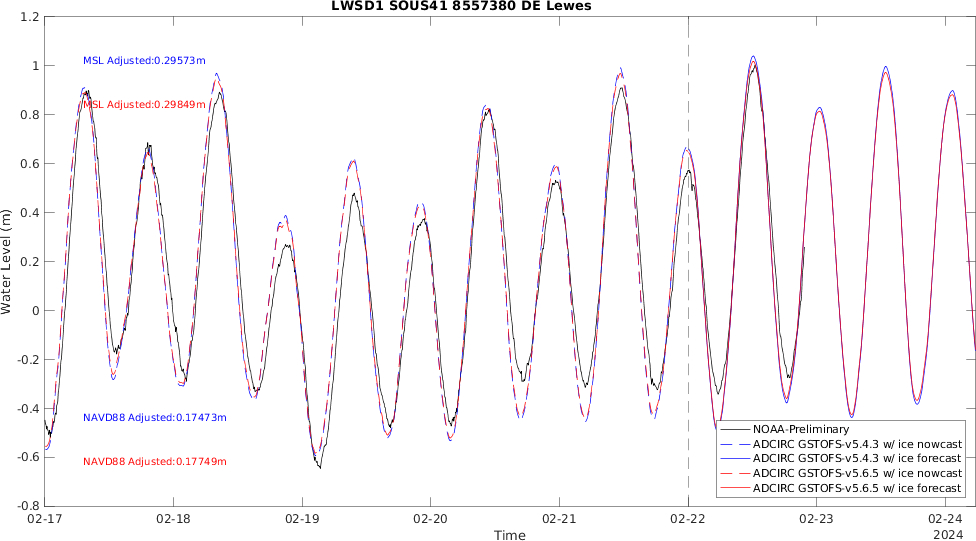 LWSD1 SOUS41 8557380 DE Lewes
1.2
1
0.8
0.6
0.4
0.2
0
-0.2
-0.4
-0.6
-0.8
Water Level (m)
MSL Adjusted:0.29573m
MSL Adjusted:0.29849m
NAVD88 Adjusted:0.17473m
NAVD88 Adjusted:0.17749m
NOAA-Preliminary
ADCIRC GSTOFS-v5.4.3 w/ ice nowcast
ADCIRC GSTOFS-v5.4.3 w/ ice forecast
ADCIRC GSTOFS-v5.6.5 w/ ice nowcast
ADCIRC GSTOFS-v5.6.5 w/ ice forecast
02-17 02-18 02-19 02-20 02-21 02-22 02-23 02-24
Time
2024